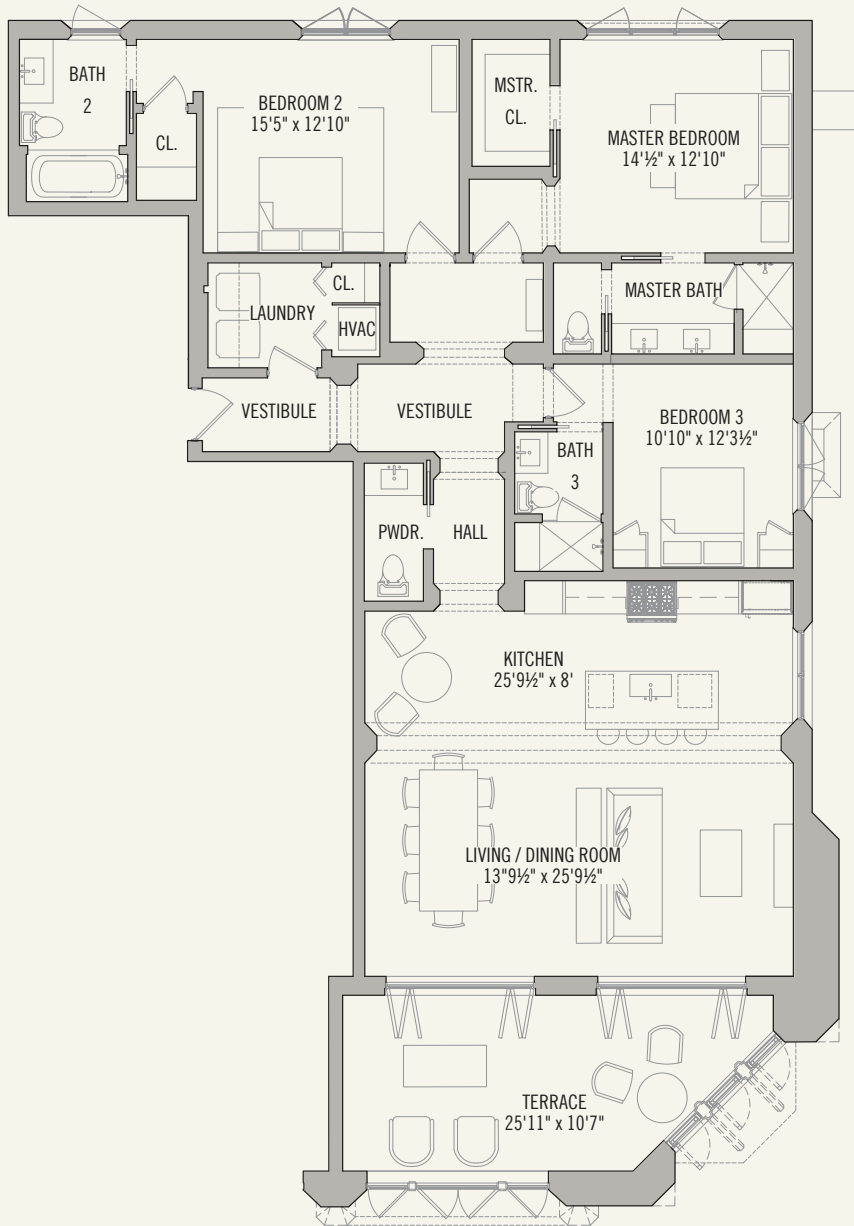 BATH
2
CL.
BEDROOM 2
15'5" x 12'10"
MSTR.
CL.
MASTER BEDROOM
14'½" x 12'10"
LAUNDRY
CL.
HVAC
MASTER BATH
VESTIBULE
VESTIBULE
BEDROOM 3
10'10" x 12'3½"
BATH
3
PWDR.
HALL
KITCHEN
25'9½" x 8'
LIVING / DINING ROOM
13"9½" x 25'9½"
TERRACE
25'11" x 10'7"